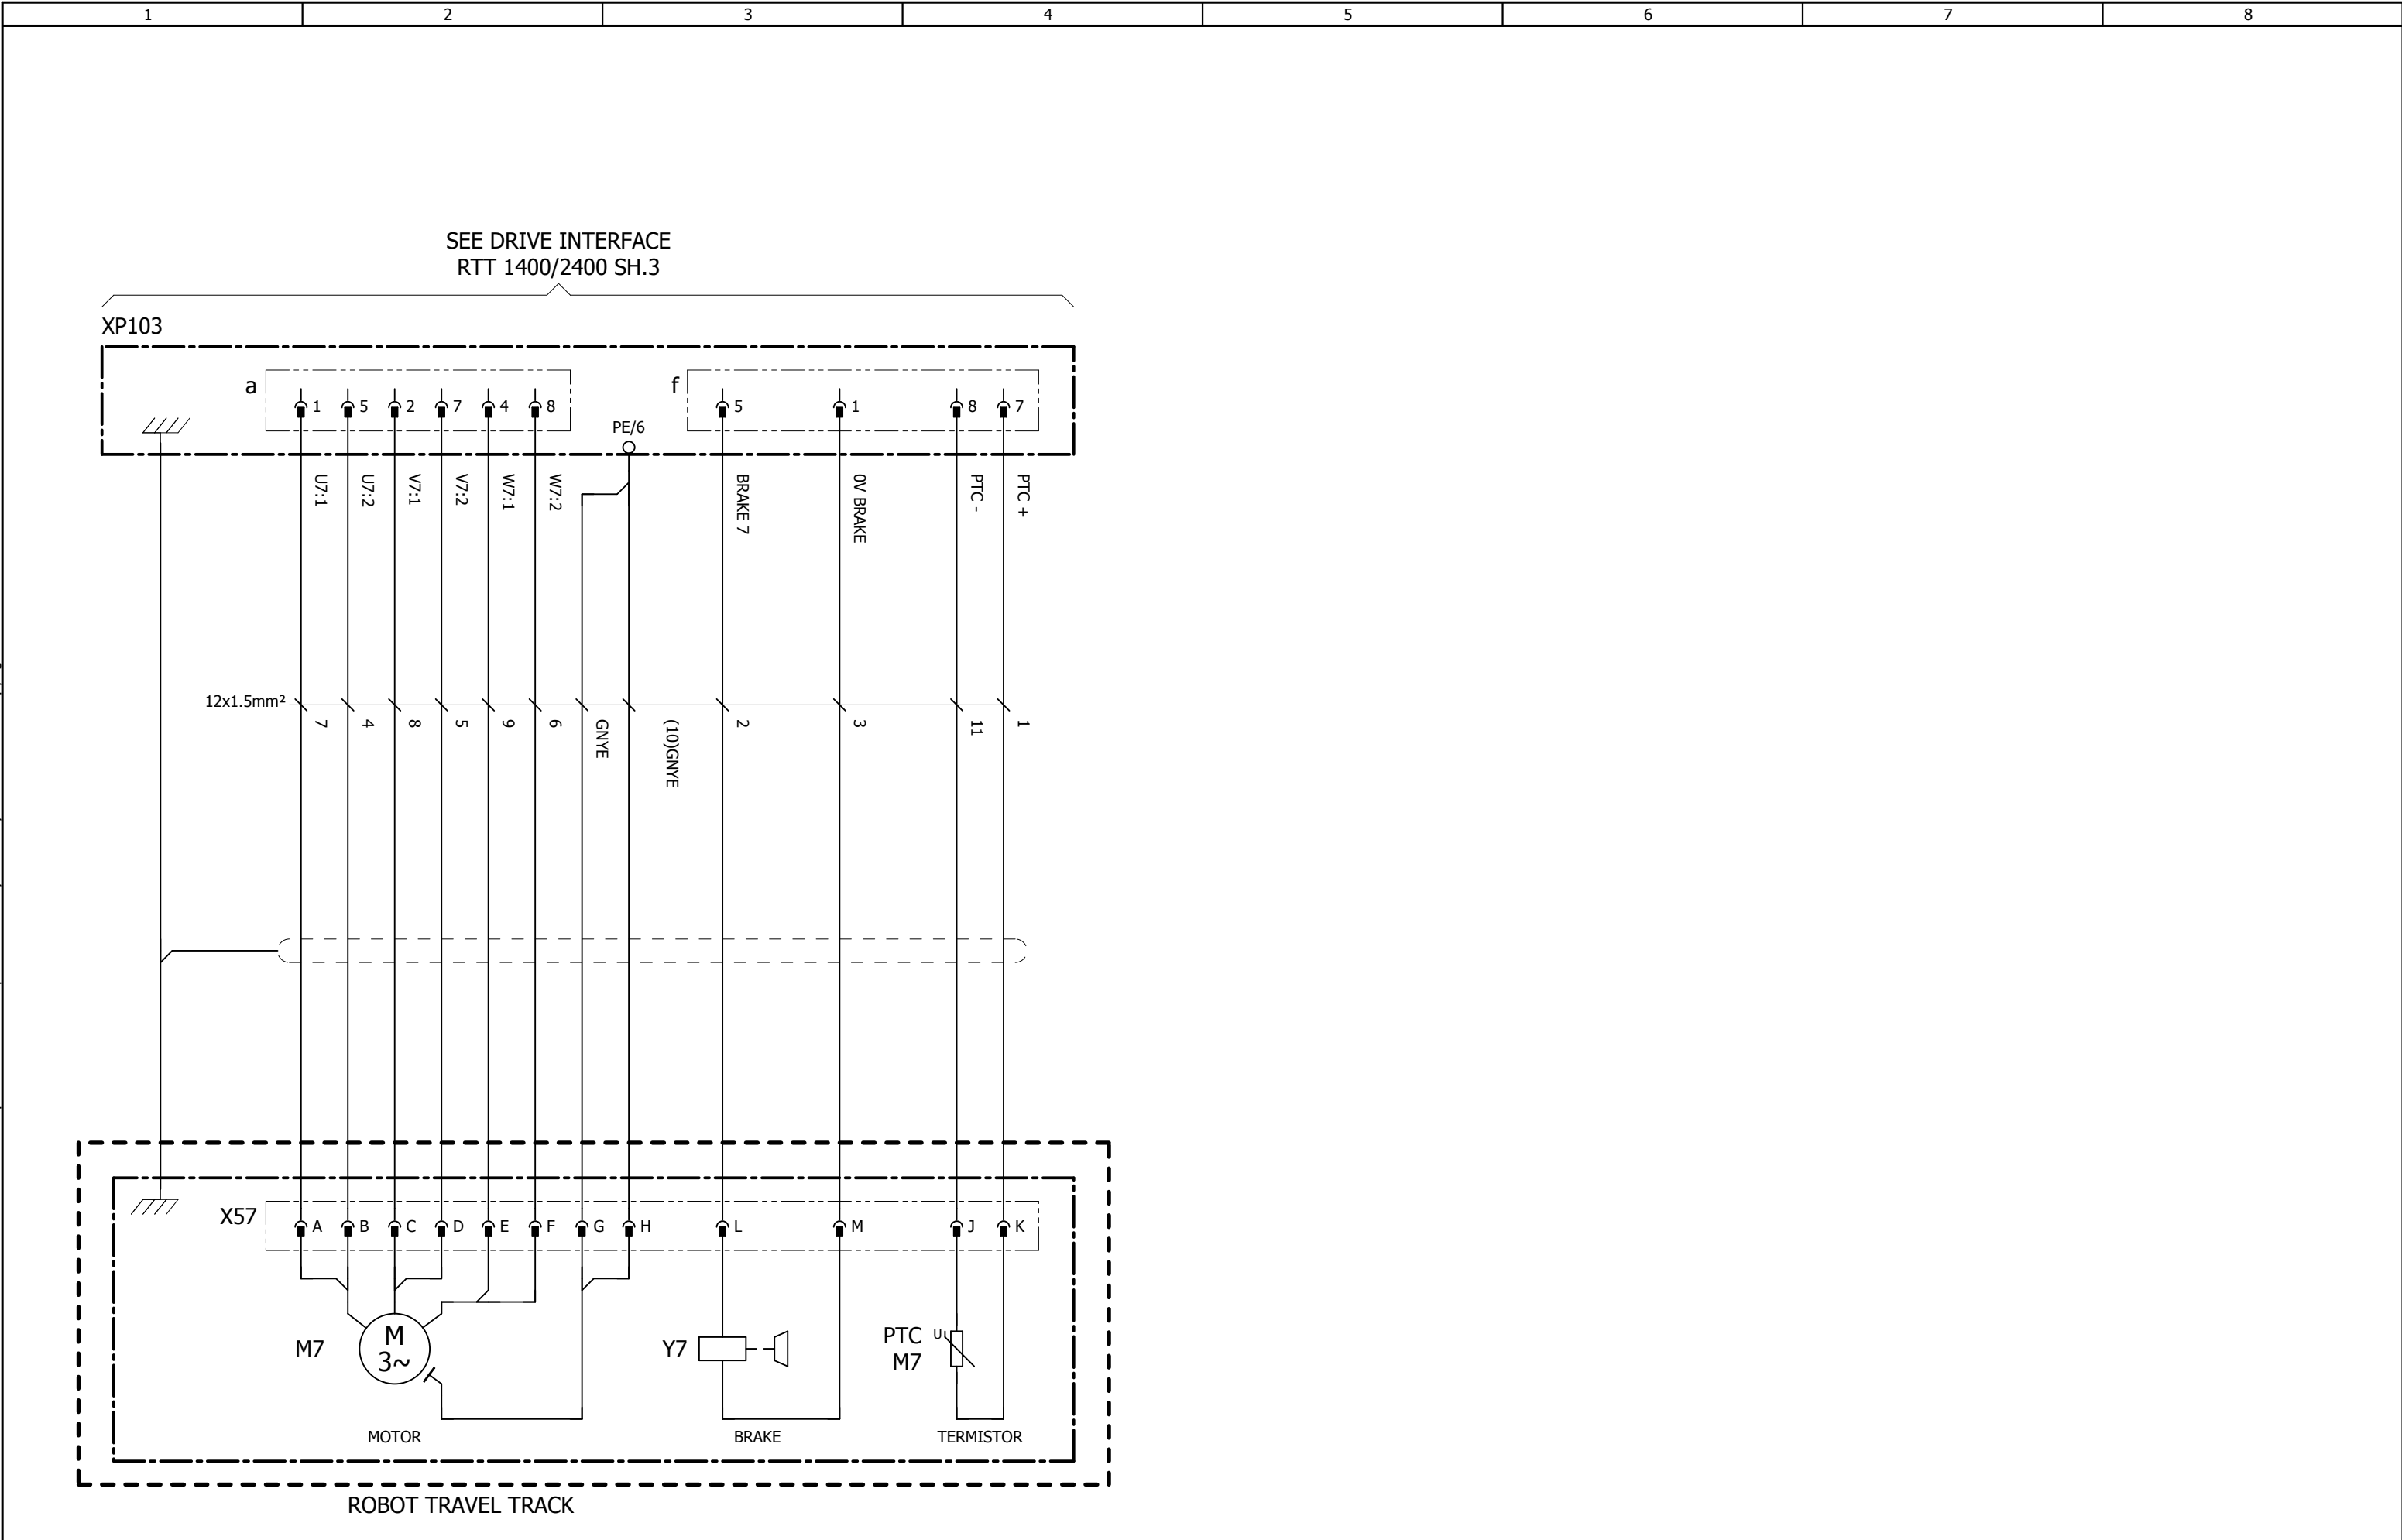 1 2 3 4 5 6 7 8
SEE DRIVE INTERFACE
RTT 1400/2400 SH.3
XP103
a 1 5 2 7 4 8 f 5 1 8 7
PE/6
U7:1 U7:2 V7:1 V7:2 W7:1 W7:2 BRAKE 7 0V BRAKE PTC - PTC +
12x1.5mm²
7 4 8 5 9 6 GNYE (10)GNYE 2 3 11 1
X57 A B C D E F G H L M J K
M7 M
3~
Y7
PTC U
M7
MOTOR BRAKE TERMISTOR
ROBOT TRAVEL TRACK